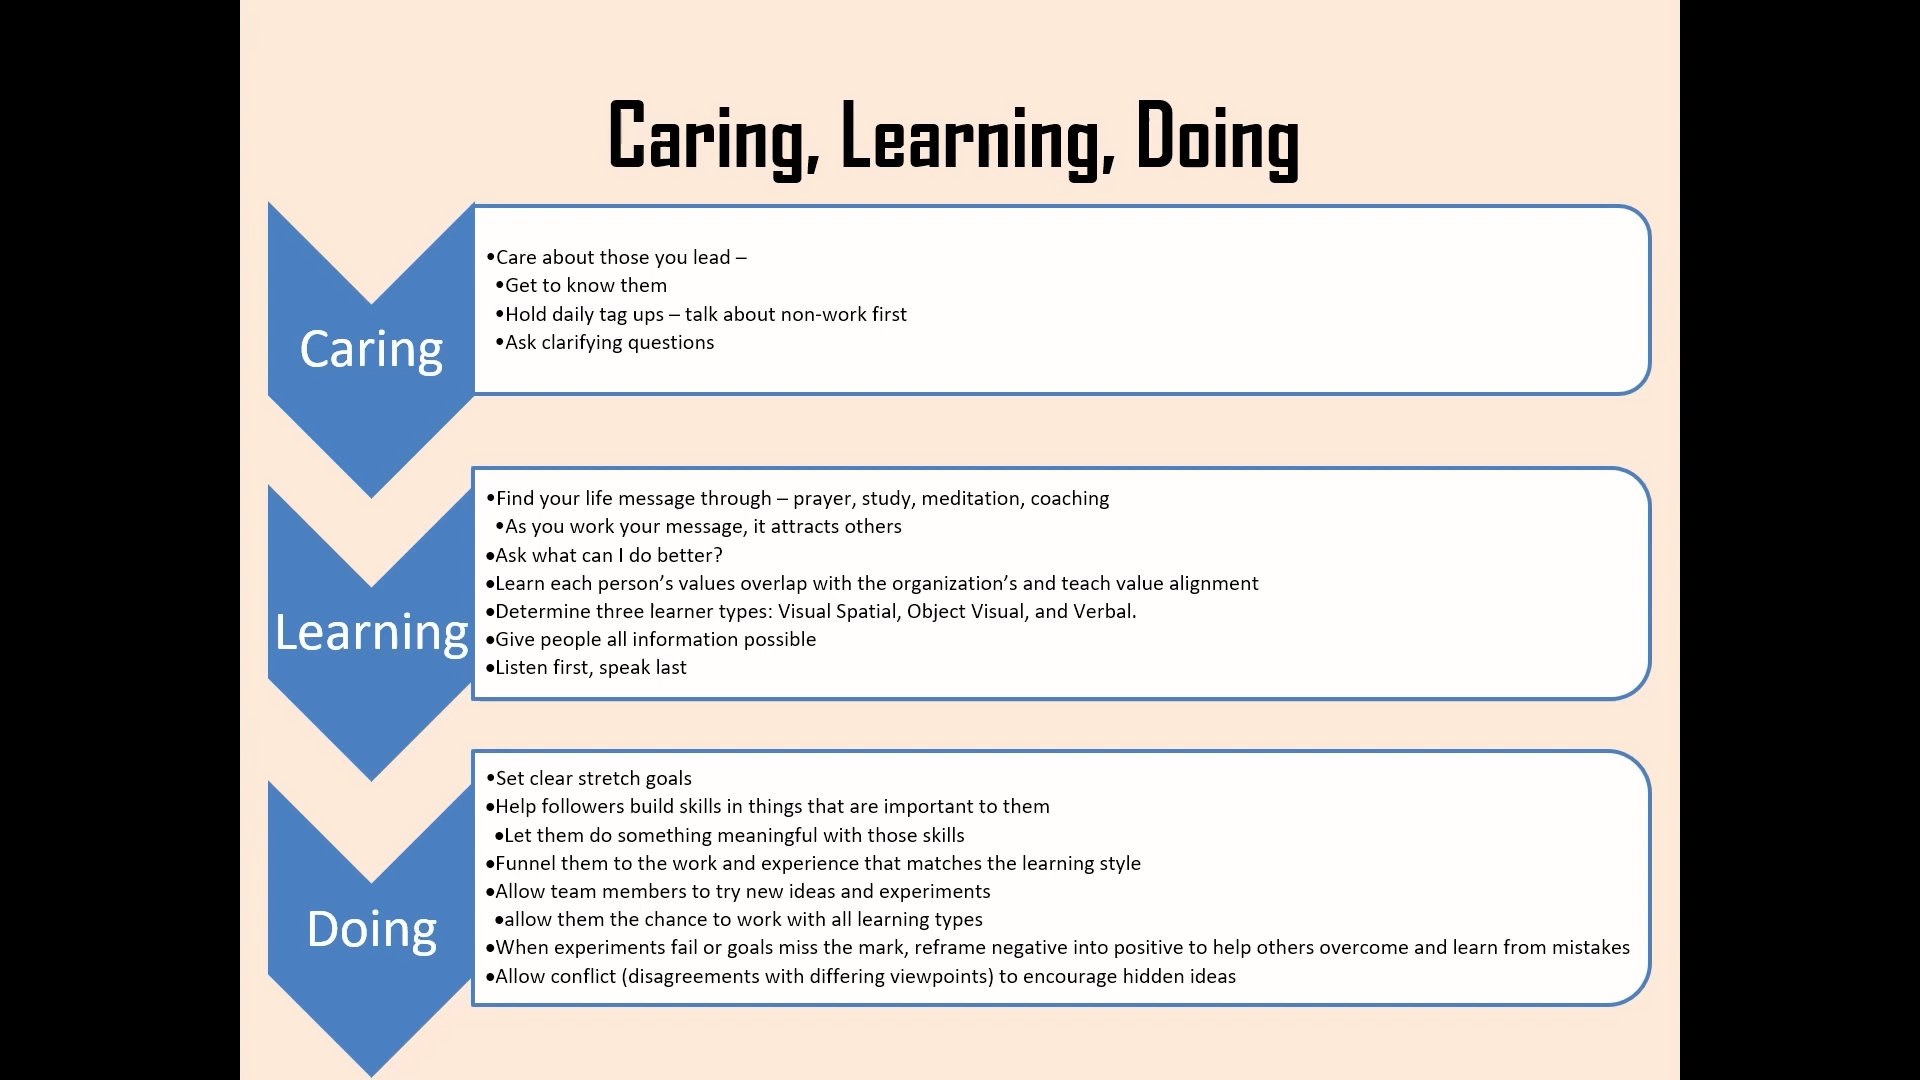 Caring, Learning, Doing
Caring
•Care about those you lead –
•Get to know them
•Hold daily tag ups – talk about non-work first
•Ask clarifying questions
Learning
•Find your life message through – prayer, study, meditation, coaching
•As you work your message, it attracts others
•Ask what can I do better?
•Learn each person’s values overlap with the organization’s and teach value alignment
•Determine three learner types: Visual Spatial, Object Visual, and Verbal.
•Give people all information possible
•Listen first, speak last
Doing
•Set clear stretch goals
•Help followers build skills in things that are important to them
•Let them do something meaningful with those skills
•Funnel them to the work and experience that matches the learning style
•Allow team members to try new ideas and experiments
•allow them the chance to work with all learning types
•When experiments fail or goals miss the mark, reframe negative into positive to help others overcome and learn from mistakes
•Allow conflict (disagreements with differing viewpoints) to encourage hidden ideas